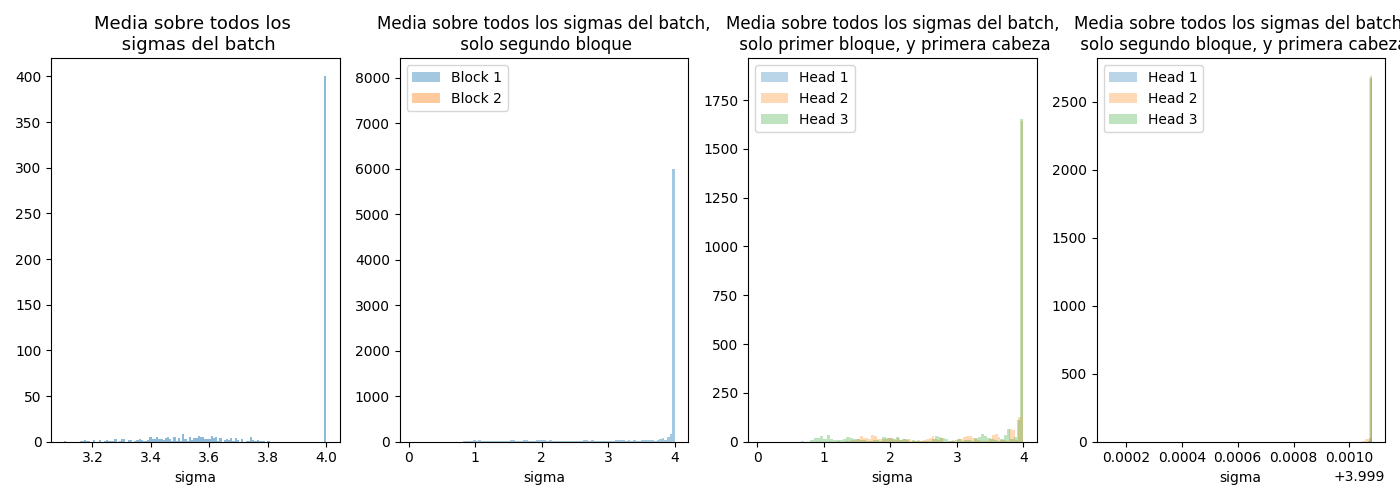 Media sobre todos los
sigmas del batch
400
350
300
250
200
150
100
50
0
3.2
3.4
3.6
3.8
4.0
sigma
Media sobre todos los sigmas del batch,
solo segundo bloque
Block 1
Block 2
8000
7000
6000
5000
4000
3000
2000
1000
0
0
1
2
3
4
sigma
Media sobre todos los sigmas del batch,
solo primer bloque, y primera cabeza
Head 1
Head 2
Head 3
1750
1500
1250
1000
750
500
250
0
0
1
2
3
4
sigma
Media sobre todos los sigmas del batch
solo segundo bloque, y primera cabeza
Head 1
Head 2
Head 3
2500
2000
1500
1000
500
0
0.0002
0.0004
0.0006
0.0008
0.0010
sigma
+3.999